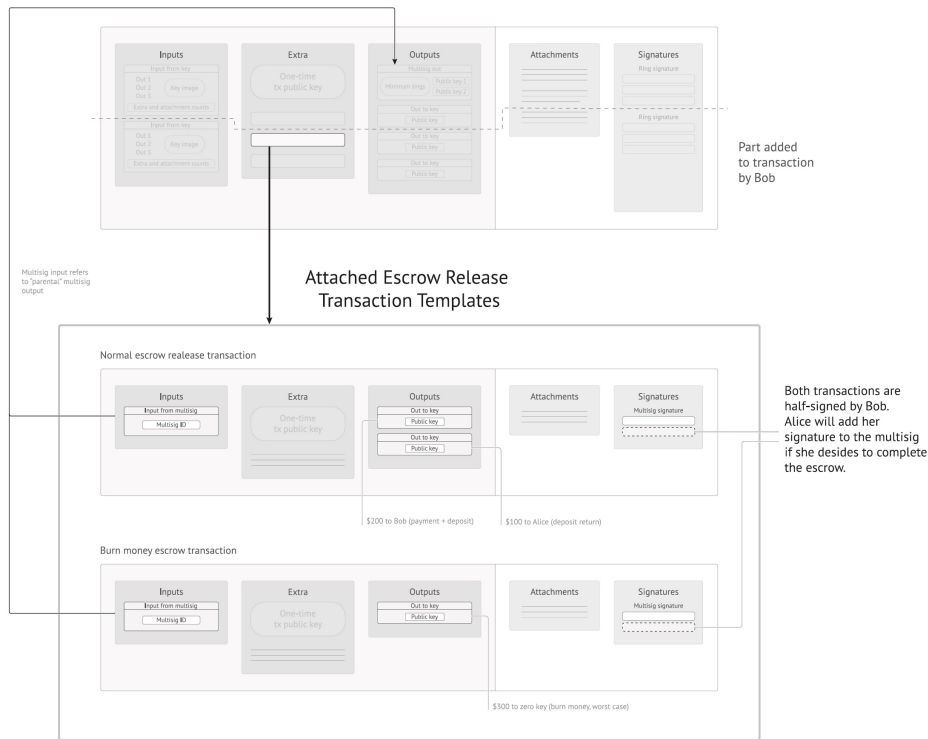 Inputs
Input from key
Out 1
Out 2
Out 3
Key image
Extra and attachment counts
Input from key
Out 1
Out 2
Out 3
Key image
Extra and attachment counts
Extra
One-time
tx public key
Outputs
Multisig out
Minimum sings
Public key 1
Public key 2
Out to key
Public key
Out to key
Public key
Out to key
Public key
Attachments
Signatures
Ring signature
Ring signature
Part added
to transaction
by Bob
Multisig input refers
to "parental" multisig
output
Attached Escrow Release
Transaction Templates
Normal escrow realease transaction
Inputs
Input from multisig
Multisig ID
Extra
One-time
tx public key
Outputs
Out to key
Public key
Out to key
Public key
Attachments
Signatures
Multisig signature
$200 to Bob (payment + deposit)
$100 to Alice (deposit return)
Both transactions are
half-signed by Bob.
Alice will add her
signature to the multisig
if she desides to complete
the escrow.
Burn money escrow transaction
Inputs
Input from multisig
Multisig ID
Extra
One-time
tx public key
Outputs
Out to key
Public key
Attachments
Signatures
Multisig signature
$300 to zero key (burn money, worst case)